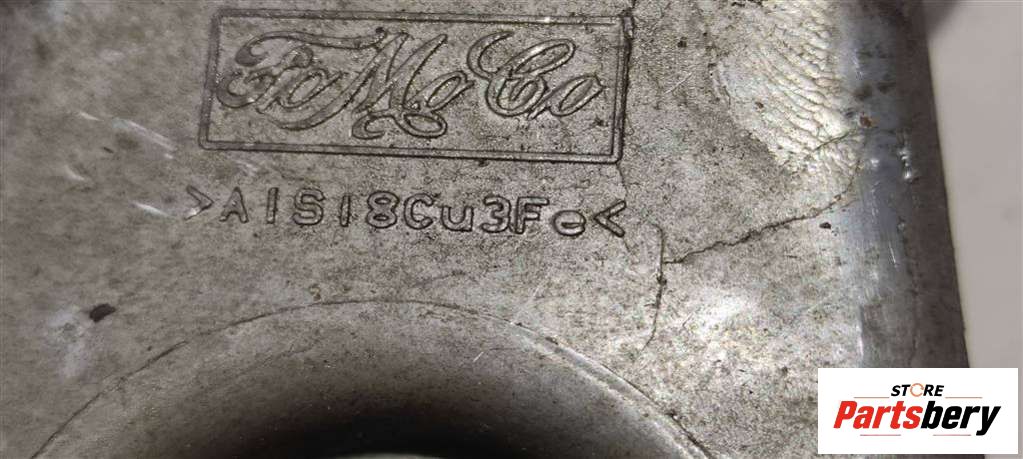 FoMoCo
>AlSi8Cu3Fe<
STORE
Partsbery